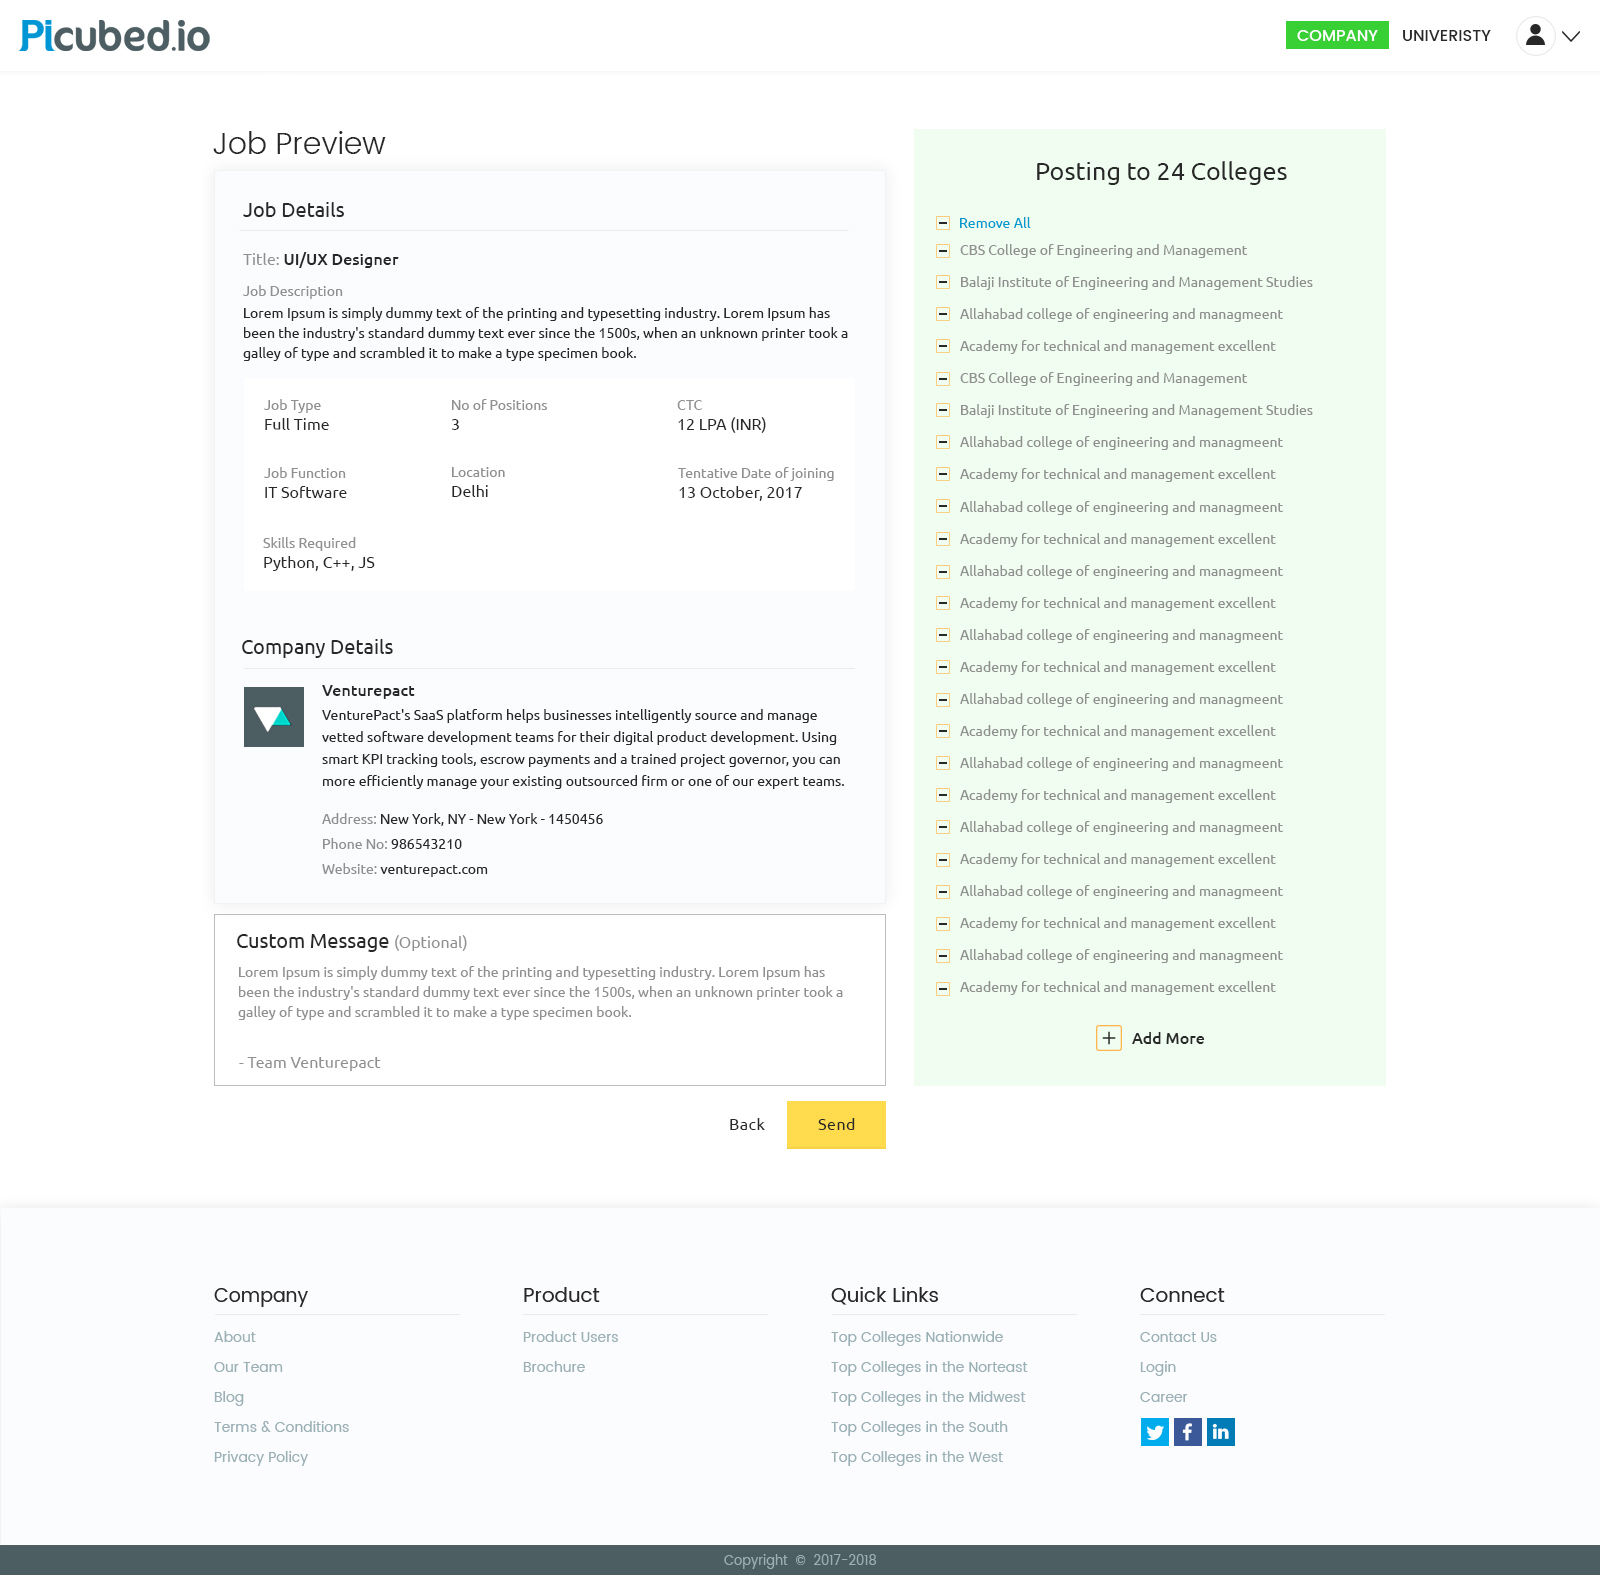 Picubed.io
COMPANY
UNIVERISTY
Job Preview
Job Details
Title: UI/UX Designer
Job Description
Lorem Ipsum is simply dummy text of the printing and typesetting industry. Lorem Ipsum has
been the industry's standard dummy text ever since the 1500s, when an unknown printer took a
galley of type and scrambled it to make a type specimen book.
Job Type
Full Time
No of Positions
3
CTC
12 LPA (INR)
Job Function
IT Software
Location
Delhi
Tentative Date of joining
13 October, 2017
Skills Required
Python, C++, JS
Company Details
Venturepact
VenturePact's SaaS platform helps businesses intelligently source and manage
vetted software development teams for their digital product development. Using
smart KPI tracking tools, escrow payments and a trained project governor, you can
more efficiently manage your existing outsourced firm or one of our expert teams.
Address: New York, NY - New York - 1450456
Phone No: 986543210
Website: venturepact.com
Custom Message (Optional)
Lorem Ipsum is simply dummy text of the printing and typesetting industry. Lorem Ipsum has
been the industry's standard dummy text ever since the 1500s, when an unknown printer took a
galley of type and scrambled it to make a type specimen book.
- Team Venturepact
Back
Send
Posting to 24 Colleges
Remove All
CBS College of Engineering and Management
Balaji Institute of Engineering and Management Studies
Allahabad college of engineering and managmeent
Academy for technical and management excellent
CBS College of Engineering and Management
Balaji Institute of Engineering and Management Studies
Allahabad college of engineering and managmeent
Academy for technical and management excellent
Allahabad college of engineering and managmeent
Academy for technical and management excellent
Allahabad college of engineering and managmeent
Academy for technical and management excellent
Allahabad college of engineering and managmeent
Academy for technical and management excellent
Allahabad college of engineering and managmeent
Academy for technical and management excellent
Allahabad college of engineering and managmeent
Academy for technical and management excellent
Allahabad college of engineering and managmeent
Academy for technical and management excellent
Allahabad college of engineering and managmeent
Academy for technical and management excellent
Allahabad college of engineering and managmeent
Academy for technical and management excellent
Add More
Company
About
Our Team
Blog
Terms & Conditions
Privacy Policy
Product
Product Users
Brochure
Quick Links
Top Colleges Nationwide
Top Colleges in the Norteast
Top Colleges in the Midwest
Top Colleges in the South
Top Colleges in the West
Connect
Contact Us
Login
Career
Copyright © 2017-2018